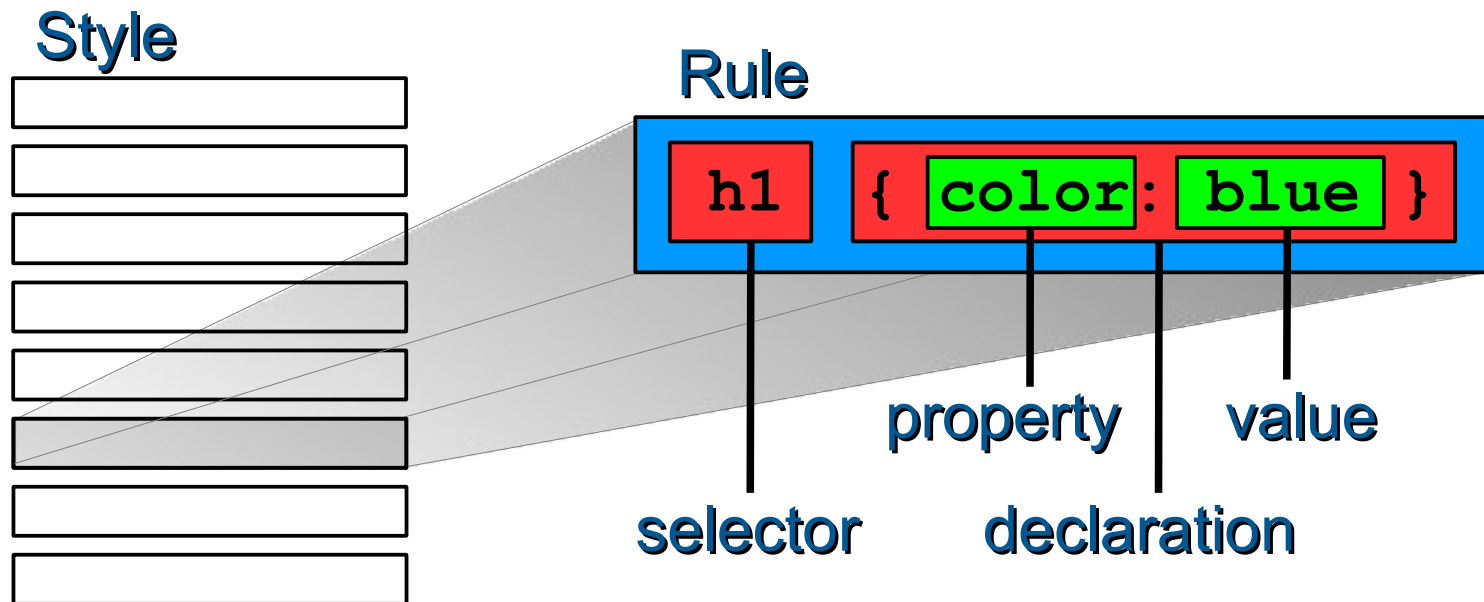 Style
Rule
h1 { color: blue }
property value
selector declaration